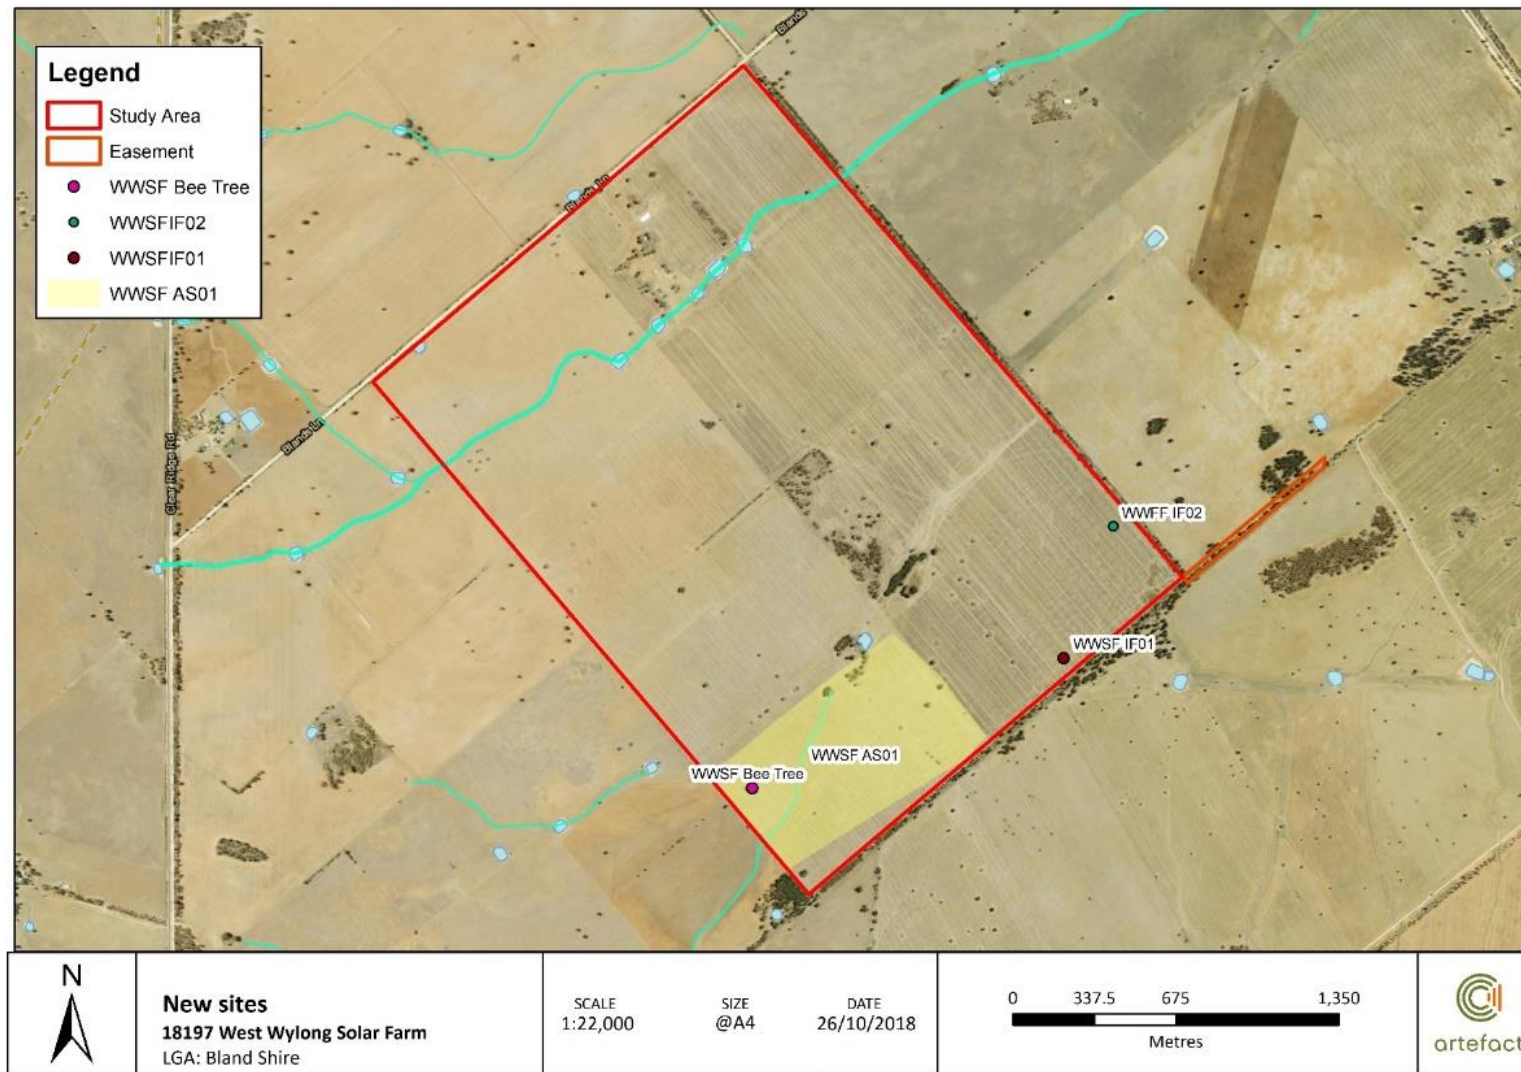 Legend
Study Area
Easement
WWSF Bee Tree
WWSFIF02
WWSFIF01
WWSF AS01
Blands
Blands Ln
Blands Ln
Clear Ridge Rd
WWFF IF02
WWSF IF01
WWSF AS01
WWSF Bee Tree
N
New sites
18197 West Wylong Solar Farm
LGA: Bland Shire
SCALE
1:22,000
SIZE
@A4
DATE
26/10/2018
0 337.5 675 1,350
Metres
artefact